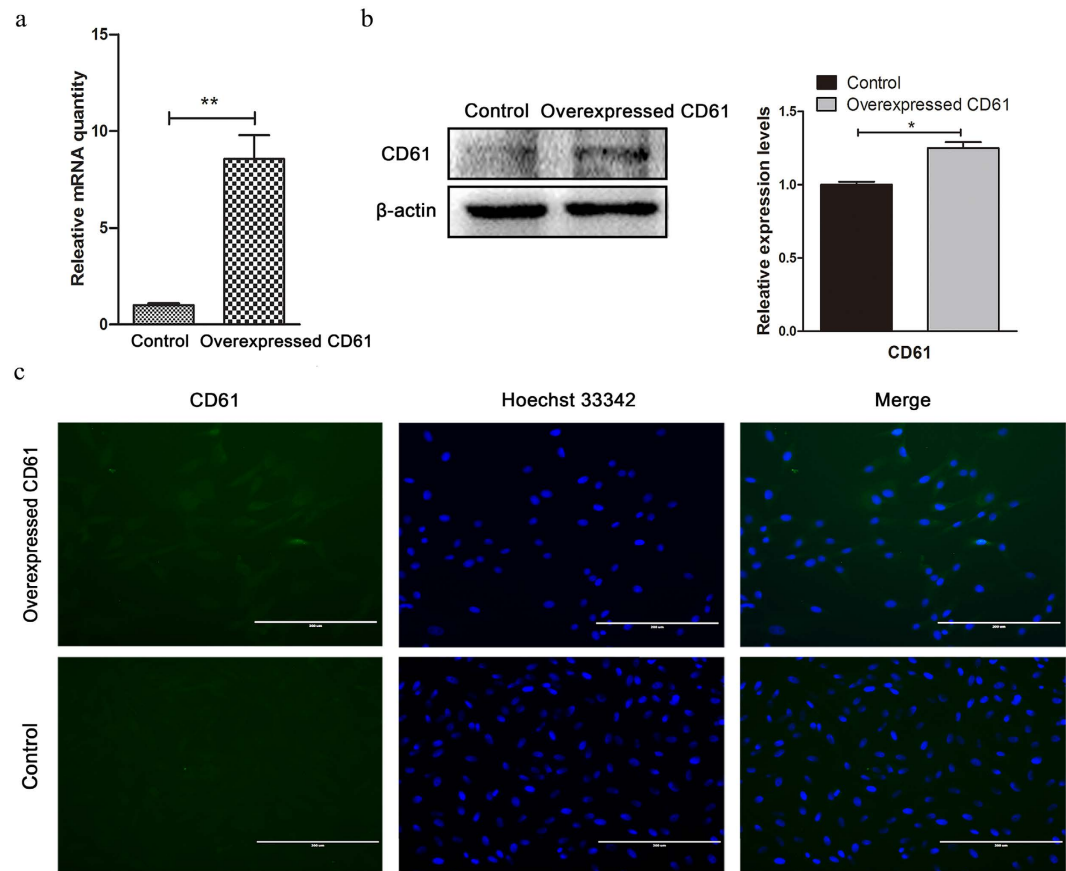 a
Releative mRNA quantity
15
10
5
0
**
Control
Overexpressed CD61
b
Control Overexpressed CD61
CD61
β-actin
Control
Overexpressed CD61
Releative expression levels
1.5
1.0
0.5
0.0
*
CD61
c
CD61
Hoechst 33342
Merge
Overexpressed CD61
Control